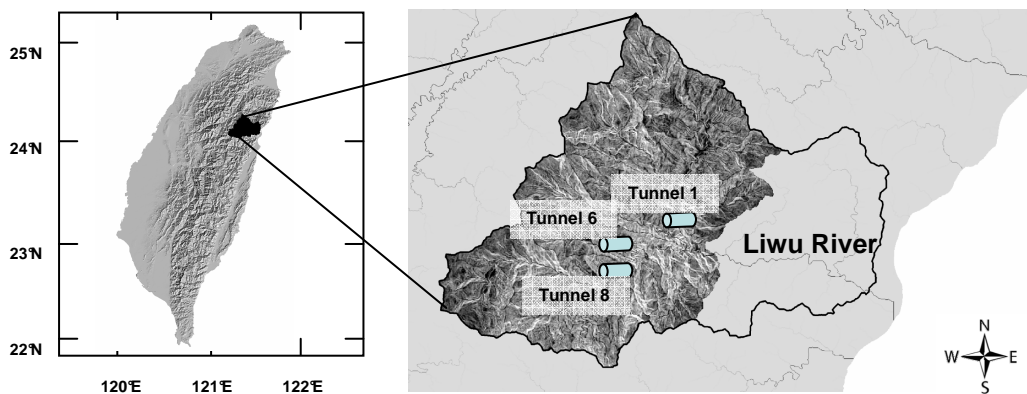 25°N
24°N
23°N
22°N
120°E
121°E
122°E
Tunnel 1
Tunnel 6
Tunnel 8
Liwu River
N
W E
S